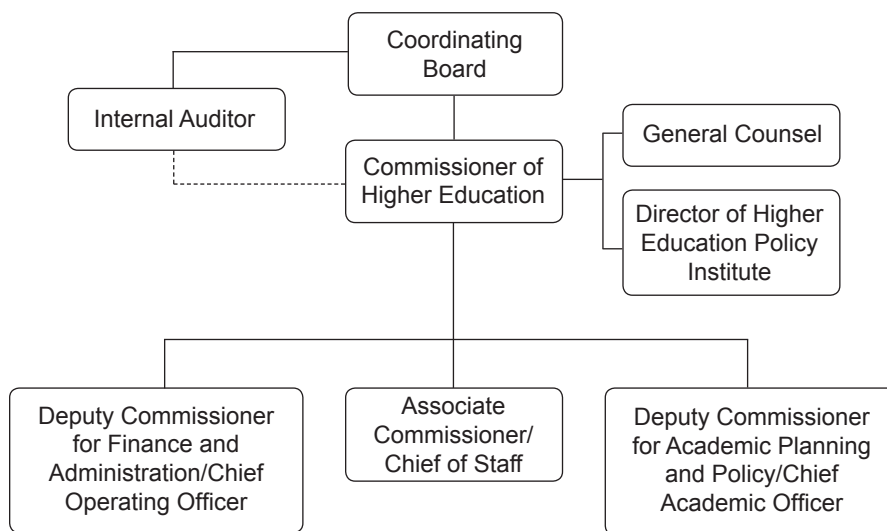 Coordinating
Board
Internal Auditor
General Counsel
Commissioner of
Higher Education
Director of Higher
Education Policy
Institute
Deputy Commissioner
for Finance and
Administration/Chief
Operating Officer
Associate
Commissioner/
Chief of Staff
Deputy Commissioner
for Academic Planning
and Policy/Chief
Academic Officer